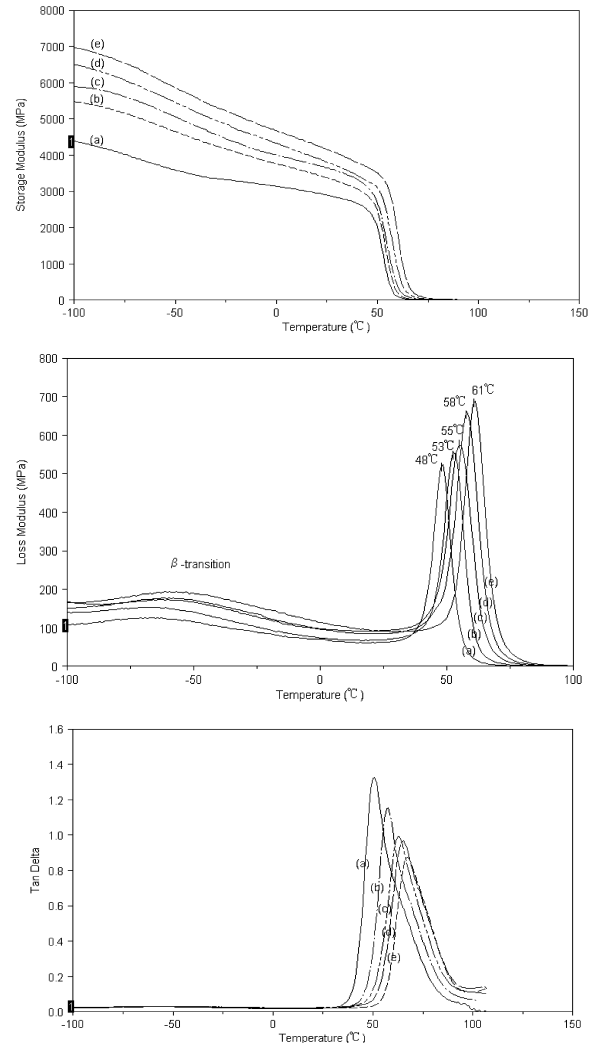 8000
7000
6000
5000
4000
3000
2000
1000
0
Storage Modulus (MPa)
(e)
(d)
(c)
(b)
(a)
1
-100
-50
0
50
100
150
Temperature (℃)
800
700
600
500
400
300
200
100
0
Loss Modulus (MPa)
61℃
58℃
55℃
53℃
48℃
β-transition
(e)
(d)
(c)
(b)
(a)
1
-100
-50
0
50
100
Temperature (℃)
1.6
1.4
1.2
1.0
0.8
0.6
0.4
0.2
0.0
Tan Delta
(a)
(b)
(c)
(d)
(e)
1
-100
-50
0
50
100
150
Temperature (℃)